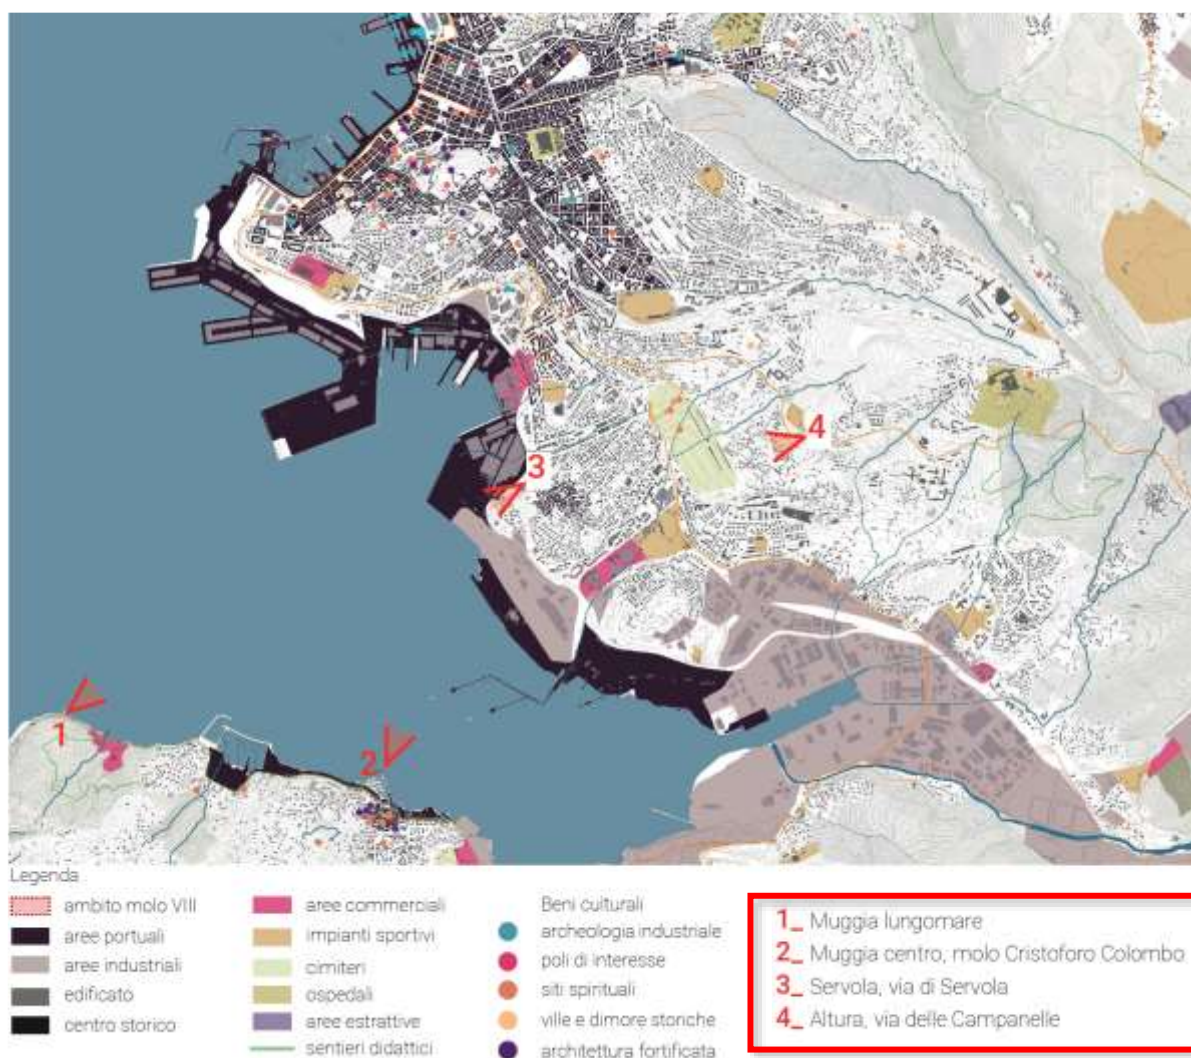 4
3
1
2
Legenda
ambito molo VIII
aree portuali
aree industriali
edificato
centro storico
aree commerciali
impianti sportivi
cimiteri
ospedali
aree estrattive
sentieri didattici
Beni culturali
archeologia industriale
poli di interesse
siti spirituali
ville e dimore storiche
architettura fortificata
1_ Muggia lungomare
2_ Muggia centro, molo Cristoforo Colombo
3_ Servola, via di Servola
4_ Altura, via delle Campanelle